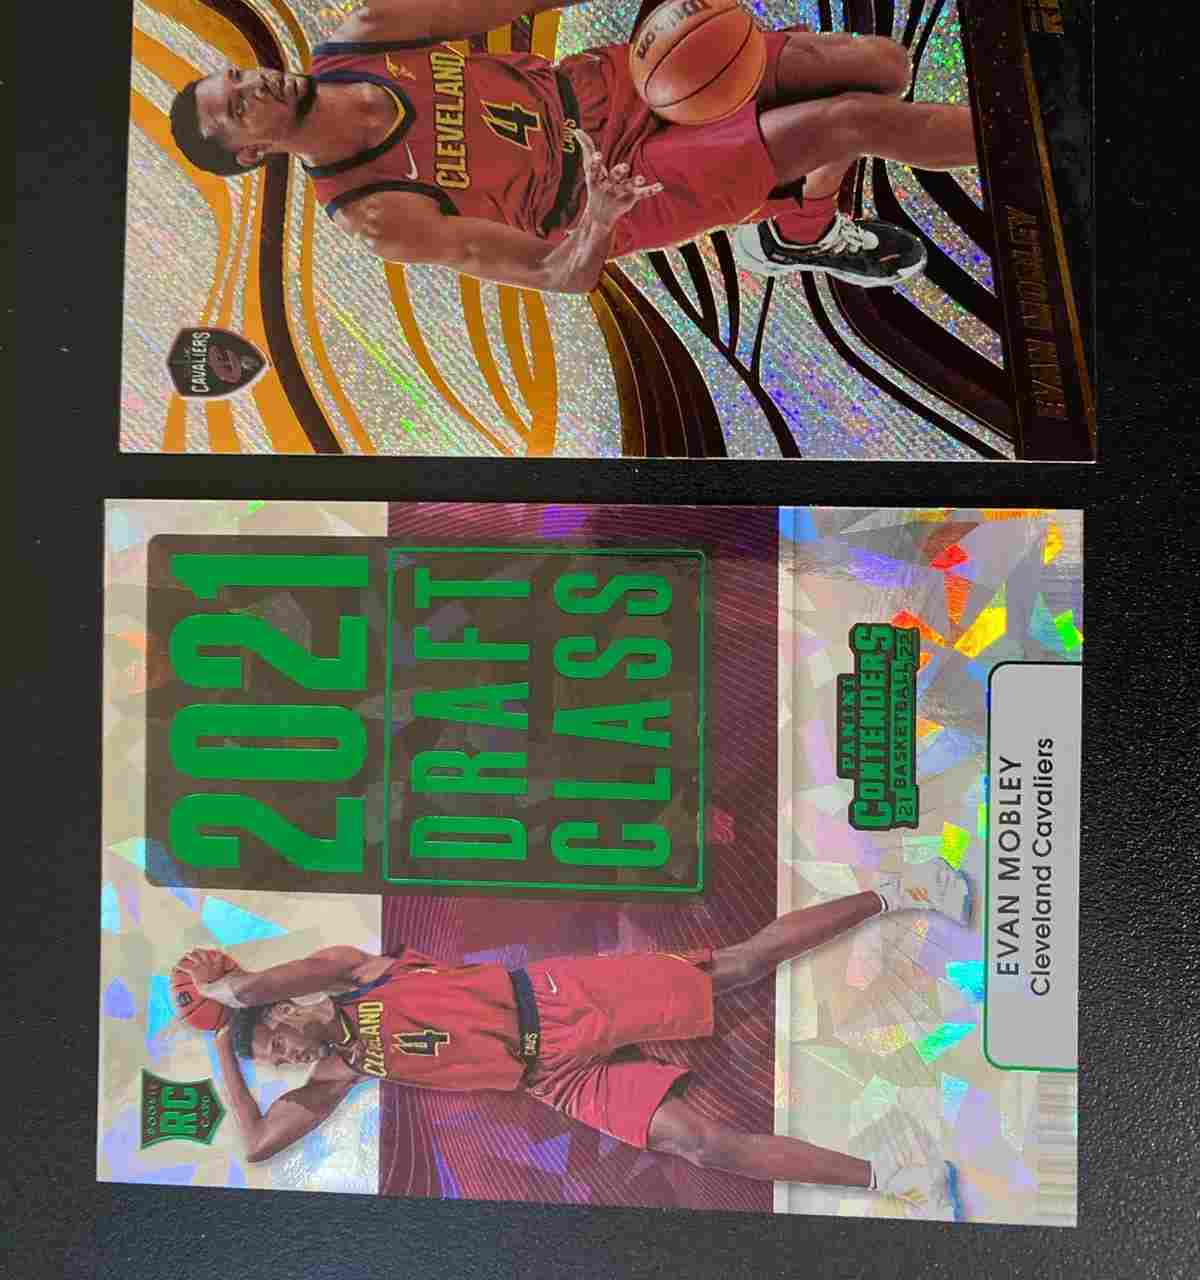 CAVALIERS
CLEVELAND
4
CAVS
EVAN MOBLEY
2021
DRAFT
CLASS
ROOKIE
RC
CARD
CLEVELAND
4
CAVS
PANINI
CONTENDERS
21 BASKETBALL 22
EVAN MOBLEY
Cleveland Cavaliers